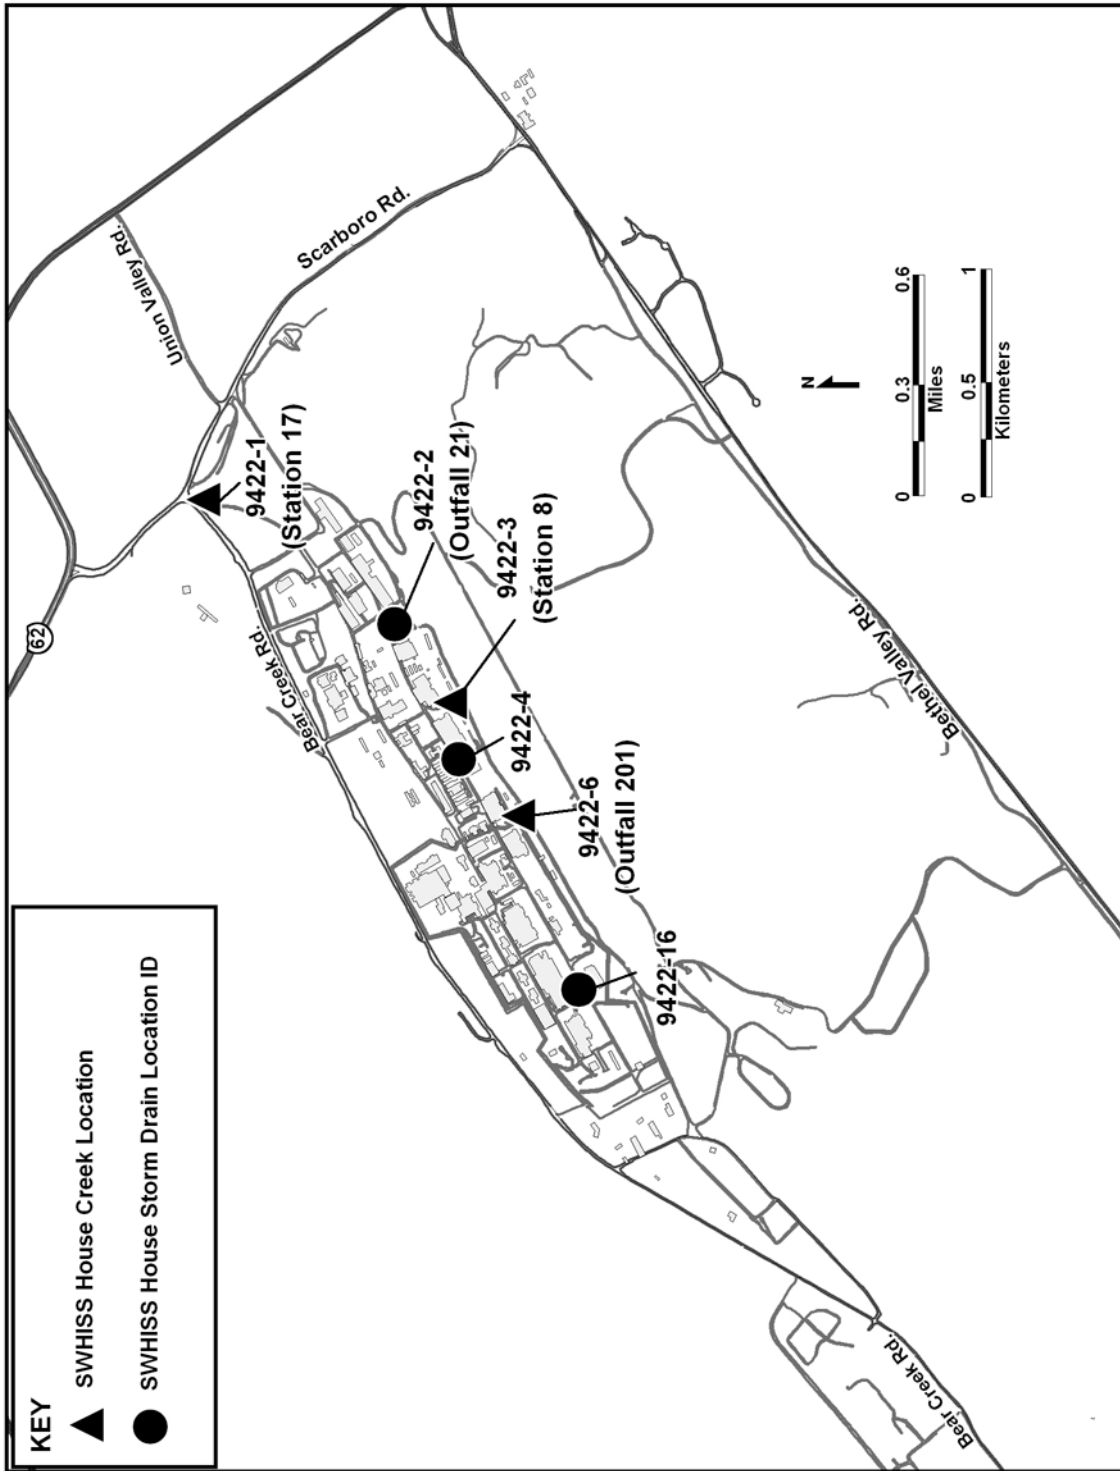 KEY
SWHISS House Creek Location
SWHISS House Storm Drain Location ID
62
Union Valley Rd.
Scarboro Rd.
Bear Creek Rd.
9422-1
(Station 17)
9422-2
(Outfall 21)
9422-3
(Station 8)
9422-4
9422-6
(Outfall 201)
9422-16
Bethel Valley Rd.
Bear Creek Rd.
N
0 0.3 0.6
Miles
0 0.5 1
Kilometers